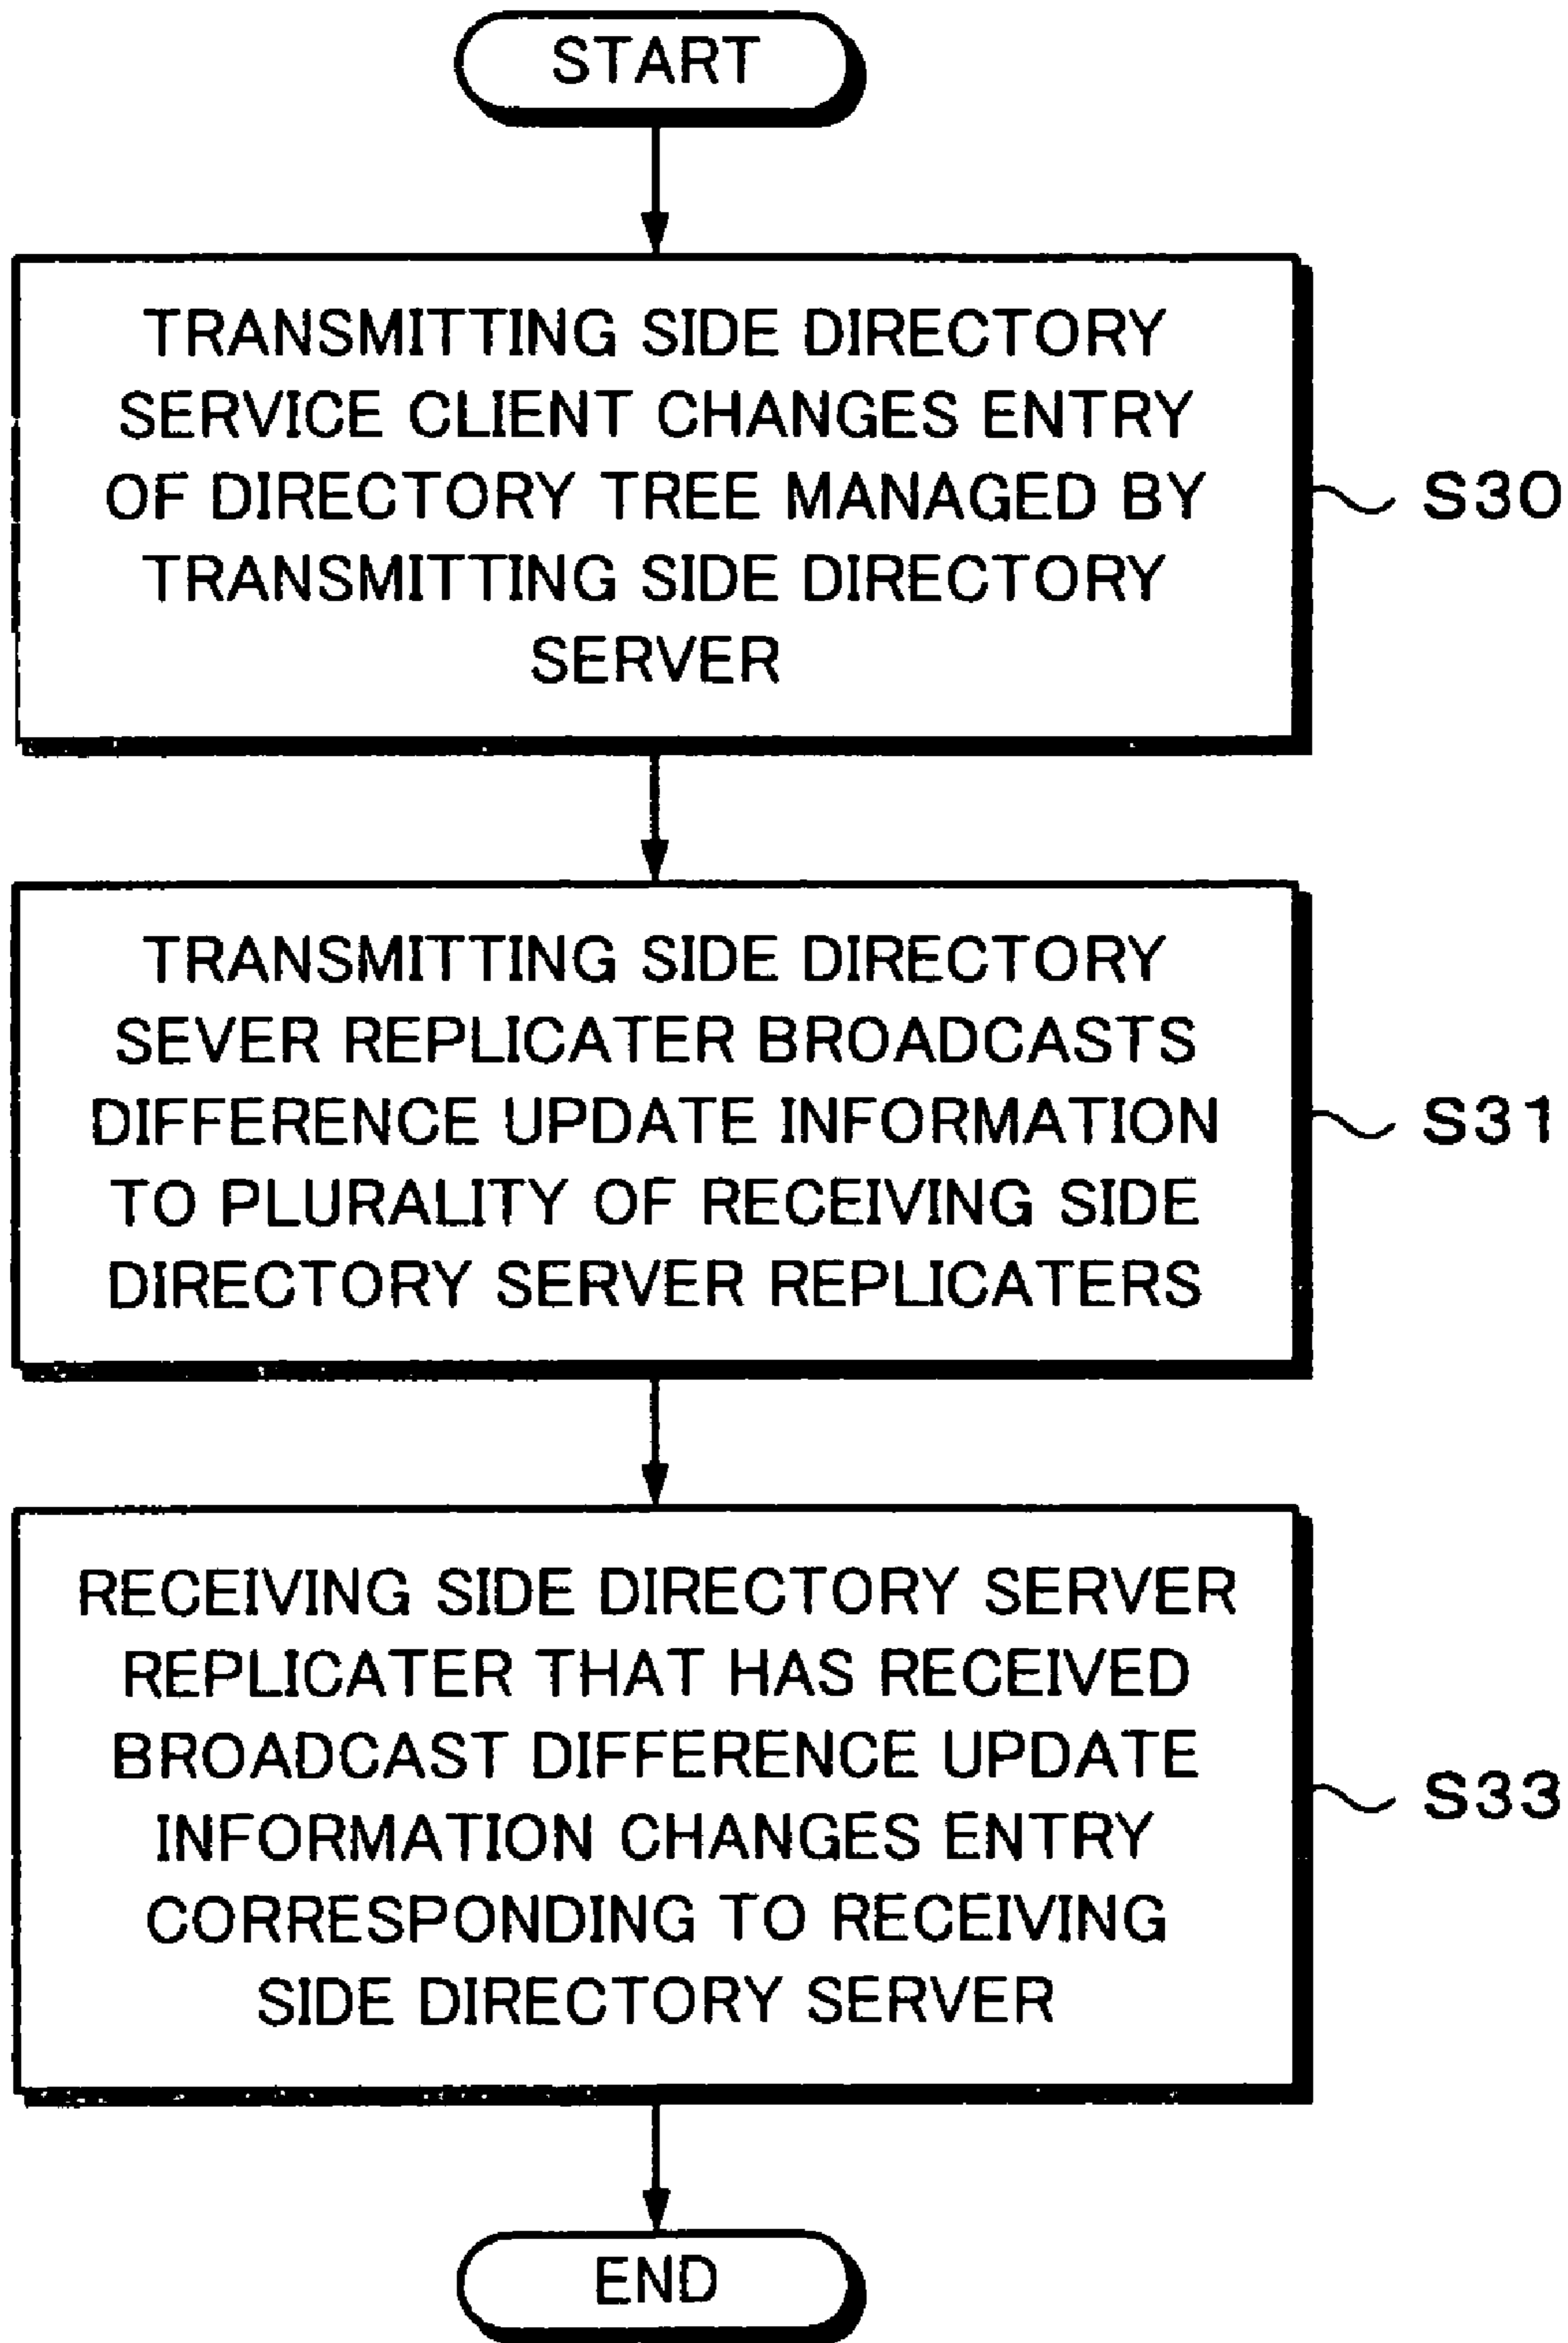 START
TRANSMITTING SIDE DIRECTORY
SERVICE CLIENT CHANGES ENTRY
OF DIRECTORY TREE MANAGED BY
TRANSMITTING SIDE DIRECTORY
SERVER
S30
TRANSMITTING SIDE DIRECTORY
SEVER REPLICATER BROADCASTS
DIFFERENCE UPDATE INFORMATION
TO PLURALITY OF RECEIVING SIDE
DIRECTORY SERVER REPLICATERS
S31
RECEIVING SIDE DIRECTORY SERVER
REPLICATER THAT HAS RECEIVED
BROADCAST DIFFERENCE UPDATE
INFORMATION CHANGES ENTRY
CORRESPONDING TO RECEIVING
SIDE DIRECTORY SERVER
S33
END